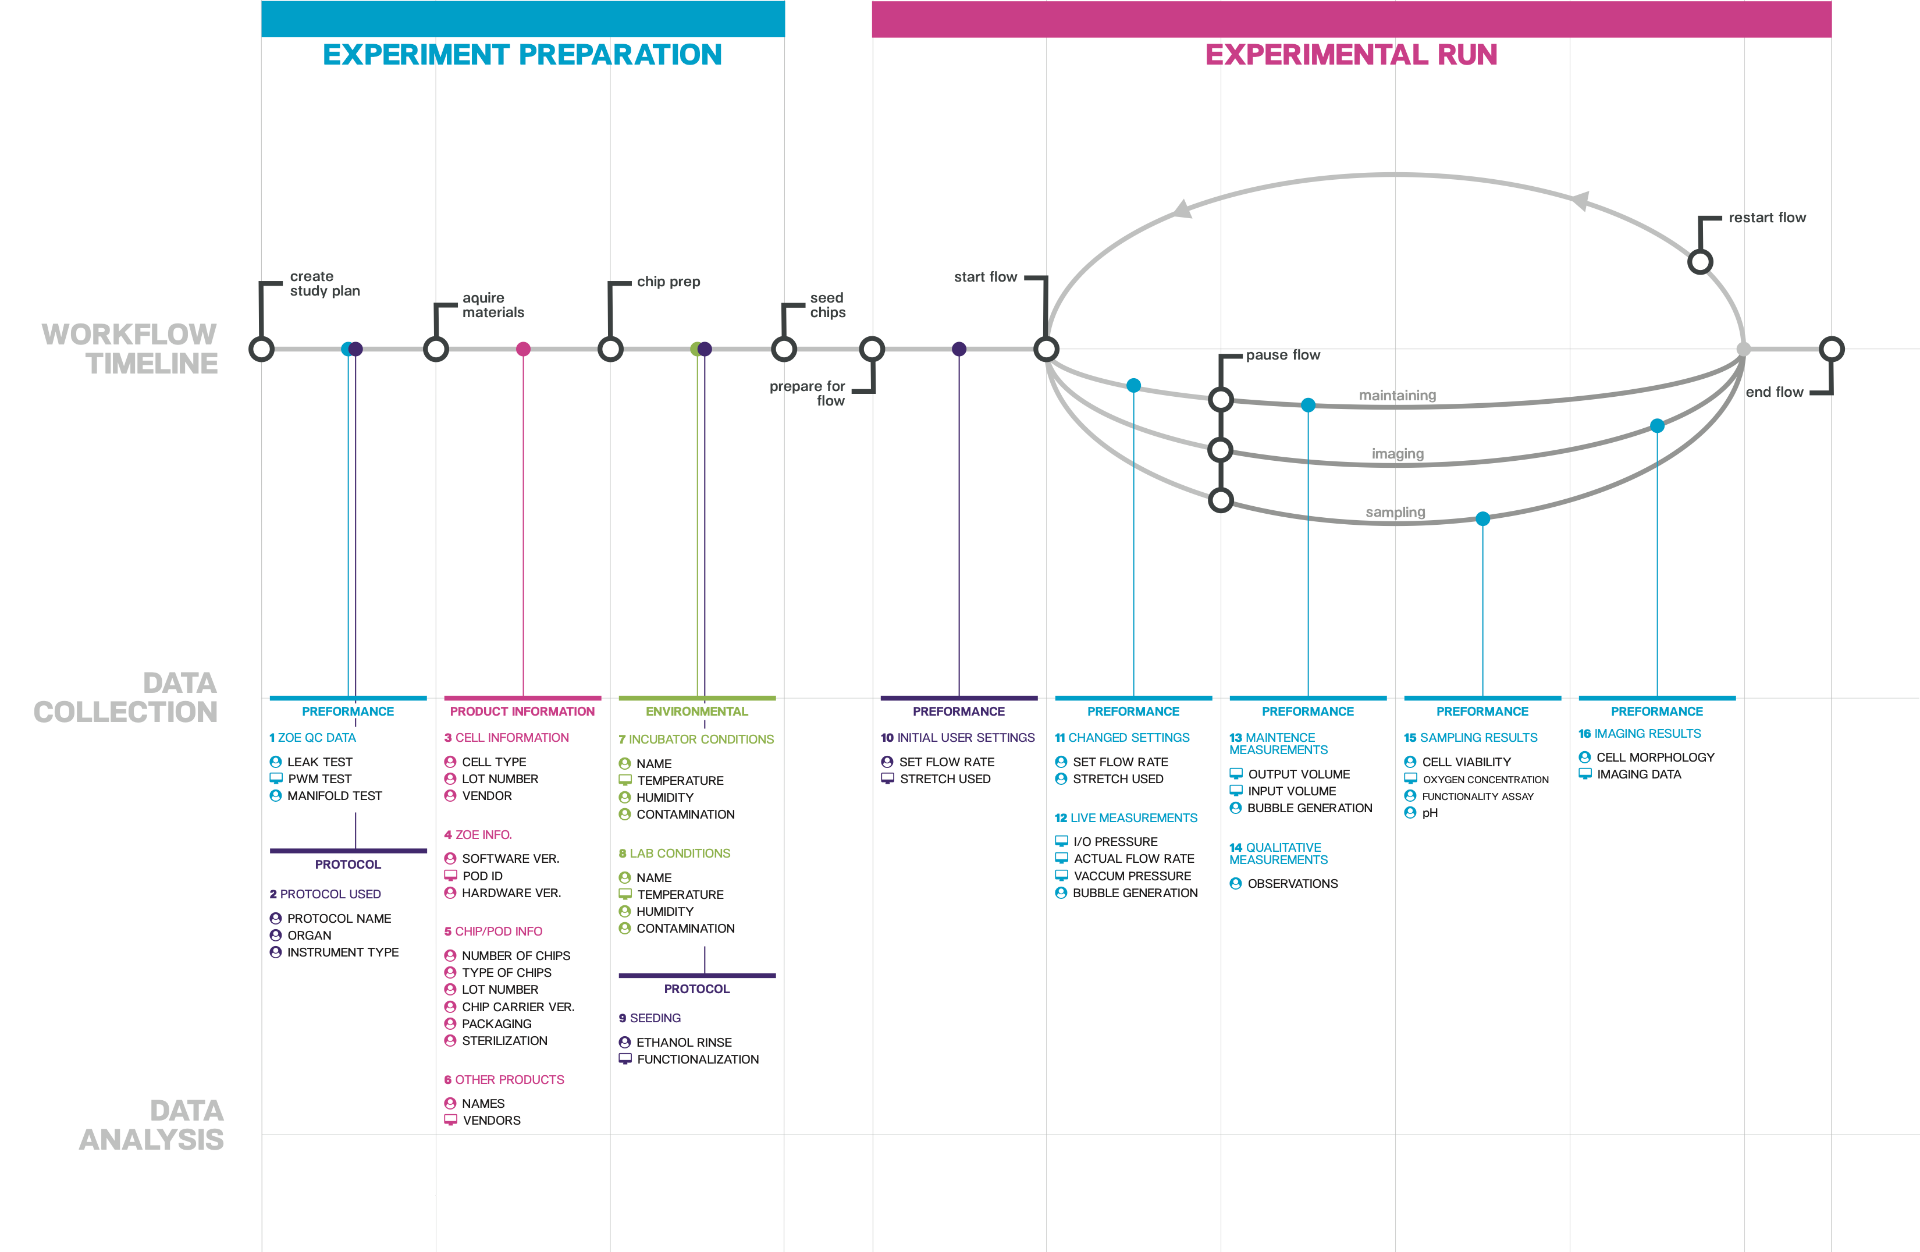 EXPERIMENT PREPARATION
EXPERIMENTAL RUN
WORKFLOW
TIMELINE
create
study plan
aquire
materials
chip prep
seed
chips
prepare for
flow
start flow
pause flow
restart flow
end flow
maintaining
imaging
sampling
DATA
COLLECTION
PREFORMANCE
1 ZOE QC DATA
LEAK TEST
PWM TEST
MANIFOLD TEST
PROTOCOL
2 PROTOCOL USED
PROTOCOL NAME
ORGAN
INSTRUMENT TYPE
PRODUCT INFORMATION
3 CELL INFORMATION
CELL TYPE
LOT NUMBER
VENDOR
4 ZOE INFO.
SOFTWARE VER.
POD ID
HARDWARE VER.
5 CHIP/POD INFO
NUMBER OF CHIPS
TYPE OF CHIPS
LOT NUMBER
CHIP CARRIER VER.
PACKAGING
STERILIZATION
6 OTHER PRODUCTS
NAMES
VENDORS
ENVIRONMENTAL
7 INCUBATOR CONDITIONS
NAME
TEMPERATURE
HUMIDITY
CONTAMINATION
8 LAB CONDITIONS
NAME
TEMPERATURE
HUMIDITY
CONTAMINATION
PROTOCOL
9 SEEDING
ETHANOL RINSE
FUNCTIONALIZATION
PREFORMANCE
10 INITIAL USER SETTINGS
SET FLOW RATE
STRETCH USED
PREFORMANCE
11 CHANGED SETTINGS
SET FLOW RATE
STRETCH USED
12 LIVE MEASUREMENTS
I/O PRESSURE
ACTUAL FLOW RATE
VACCUM PRESSURE
BUBBLE GENERATION
PREFORMANCE
13 MAINTENCE
MEASUREMENTS
OUTPUT VOLUME
INPUT VOLUME
BUBBLE GENERATION
14 QUALITATIVE
MEASUREMENTS
OBSERVATIONS
PREFORMANCE
15 SAMPLING RESULTS
CELL VIABILITY
OXYGEN CONCENTRATION
FUNCTIONALITY ASSAY
pH
PREFORMANCE
16 IMAGING RESULTS
CELL MORPHOLOGY
IMAGING DATA
DATA
ANALYSIS